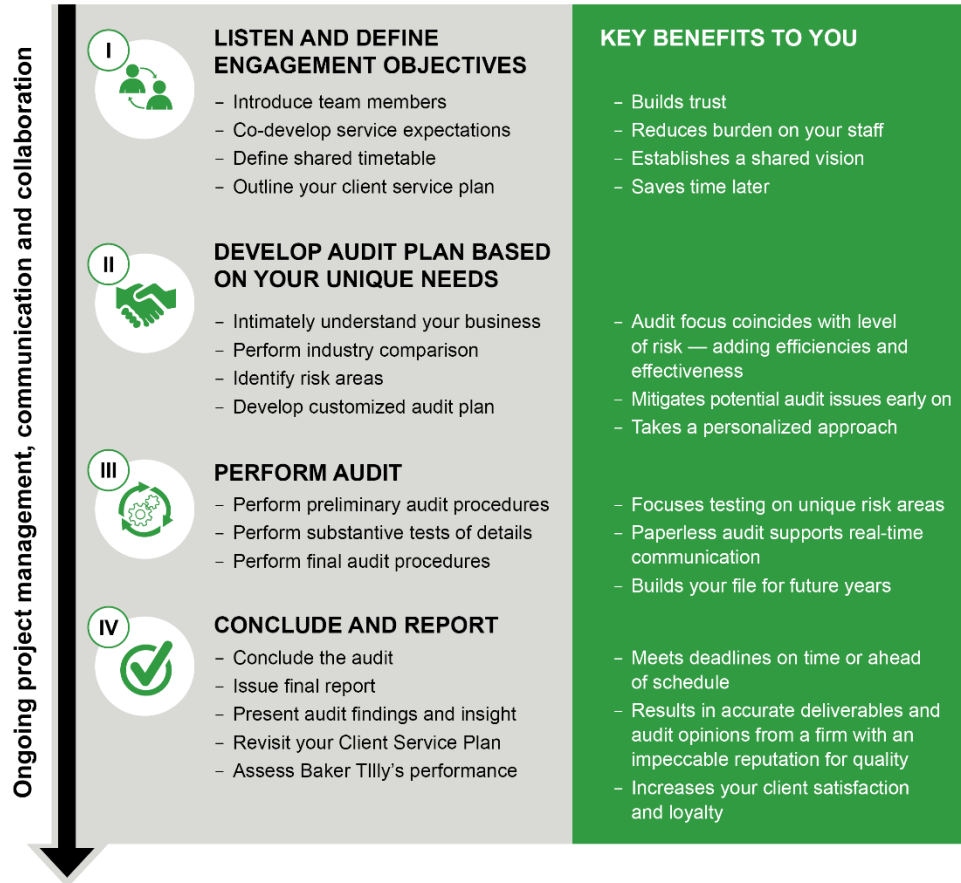 Ongoing project management, communication and collaboration
I
LISTEN AND DEFINE
ENGAGEMENT OBJECTIVES
– Introduce team members
– Co-develop service expectations
– Define shared timetable
– Outline your client service plan
KEY BENEFITS TO YOU
– Builds trust
– Reduces burden on your staff
– Establishes a shared vision
– Saves time later
II
DEVELOP AUDIT PLAN BASED
ON YOUR UNIQUE NEEDS
– Intimately understand your business
– Perform industry comparison
– Identify risk areas
– Develop customized audit plan
– Audit focus coincides with level
of risk — adding efficiencies and
effectiveness
– Mitigates potential audit issues early on
– Takes a personalized approach
III
PERFORM AUDIT
– Perform preliminary audit procedures
– Perform substantive tests of details
– Perform final audit procedures
– Focuses testing on unique risk areas
– Paperless audit supports real-time
communication
– Builds your file for future years
IV
CONCLUDE AND REPORT
– Conclude the audit
– Issue final report
– Present audit findings and insight
– Revisit your Client Service Plan
– Assess Baker TIlly's performance
– Meets deadlines on time or ahead
of schedule
– Results in accurate deliverables and
audit opinions from a firm with an
impeccable reputation for quality
– Increases your client satisfaction
and loyalty